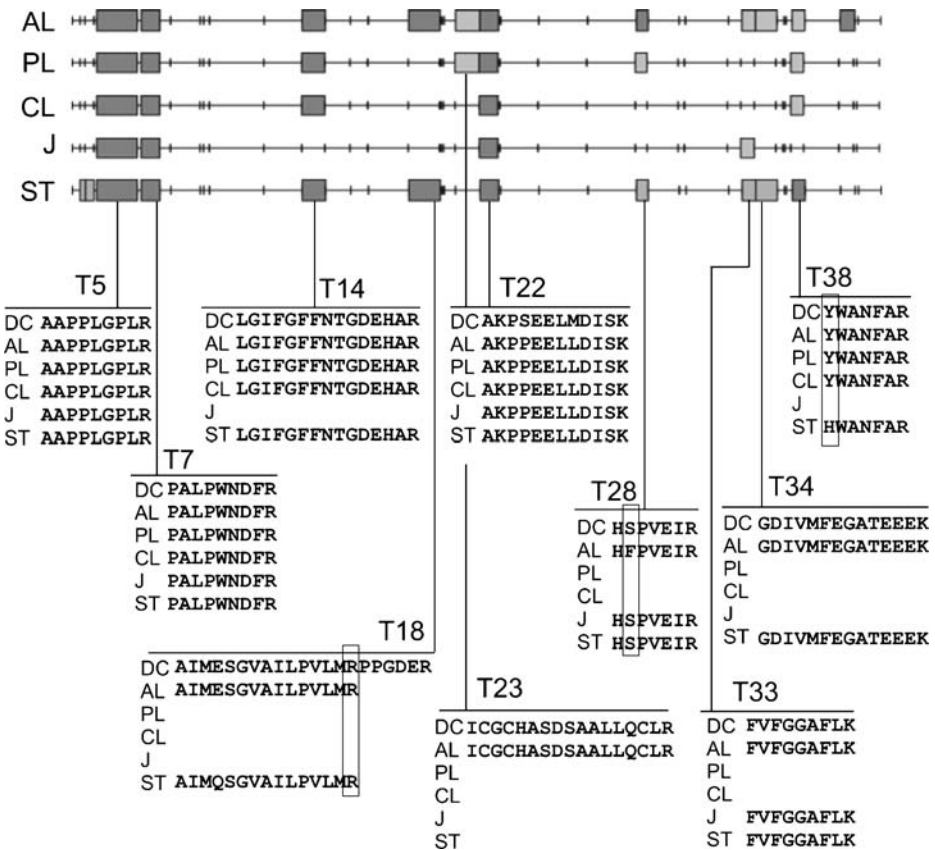 AL
PL
CL
J
ST
T5
DC AAPPLGPLR
AL AAPPLGPLR
PL AAPPLGPLR
CL AAPPLGPLR
J AAPPLGPLR
ST AAPPLGPLR
T14
DC LGIFGFFNTGDEHAR
AL LGIFGFFNTGDEHAR
PL LGIFGFFNTGDEHAR
CL LGIFGFFNTGDEHAR
J
ST LGIFGFFNTGDEHAR
T22
DC AKPSEELMDISK
AL AKPPEELLDISK
PL AKPPEELLDISK
CL AKPPEELLDISK
J AKPPEELLDISK
ST AKPPEELLDISK
T38
DC YWANFAR
AL YWANFAR
PL YWANFAR
CL YWANFAR
J
ST HWANFAR
T7
DC PALPWNDFR
AL PALPWNDFR
PL PALPWNDFR
CL PALPWNDFR
J PALPWNDFR
ST PALPWNDFR
T28
DC HSPVEIR
AL HFPVEIR
PL
CL
J HSPVEIR
ST HSPVEIR
T34
DC GDIVMFEGATEEEK
AL GDIVMFEGATEEEK
PL
CL
J
ST GDIVMFEGATEEEK
T18
DC AIMESGVAILPVLMRPPGDER
AL AIMESGVAILPVLMR
PL
CL
J
ST AIMQSGVAILPVLMR
T23
DC ICGCHASDSAALLQCLR
AL ICGCHASDSAALLQCLR
PL
CL
J
ST
T33
DC FVFGGAFLK
AL FVFGGAFLK
PL
CL
J FVFGGAFLK
ST FVFGGAFLK